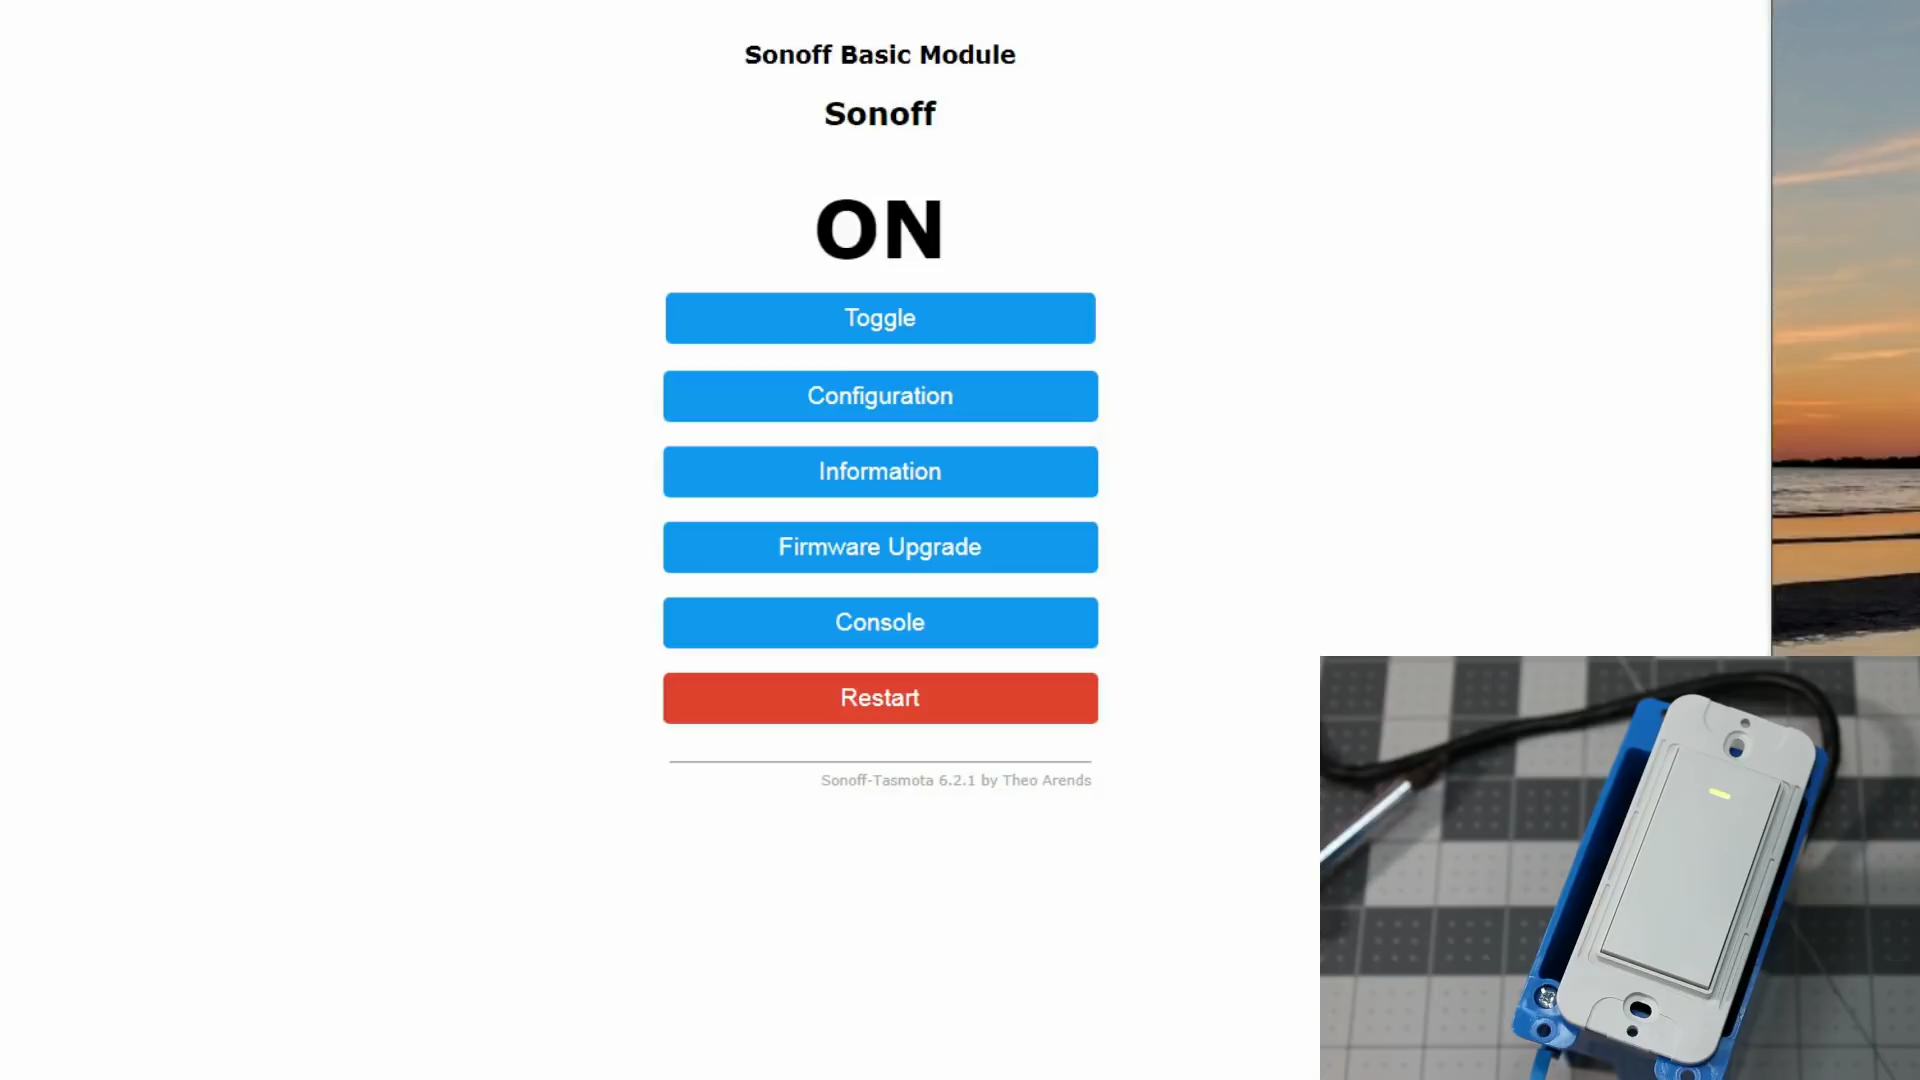 Sonoff Basic Module
Sonoff
ON
Toggle
Configuration
Information
Firmware Upgrade
Console
Restart
Sonoff-Tasmota 6.2.1 by Theo Arends